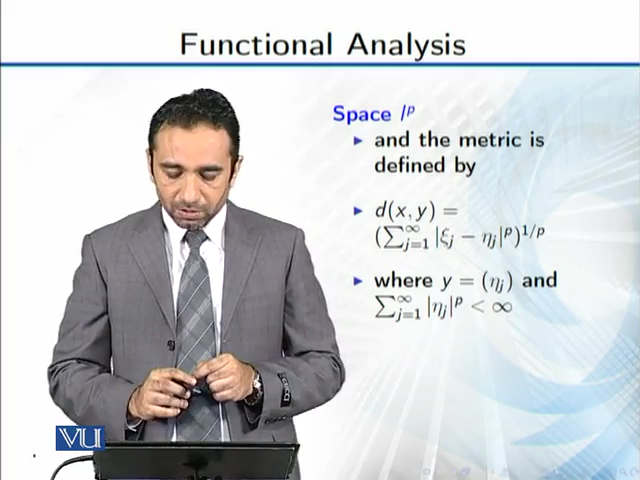 Functional Analysis
Space l^p
▸ and the metric is
defined by
▸ d(x, y) =
(∑_{j=1}^{∞} |ξ_j − η_j|^p)^{1/p}
▸ where y = (η_j) and
∑_{j=1}^{∞} |η_j|^p < ∞
VU